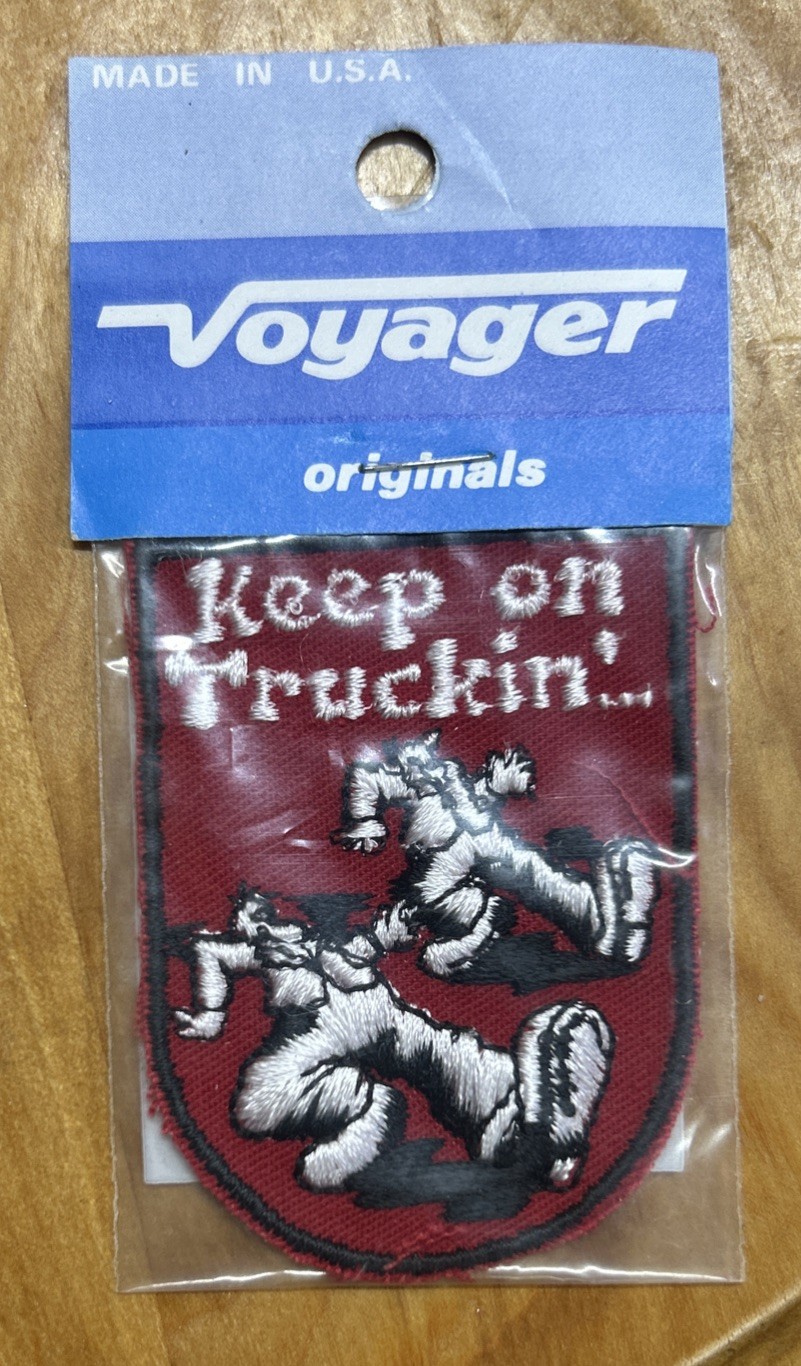 MADE IN U.S.A.
Voyager
originals
Keep on
Truckin'...